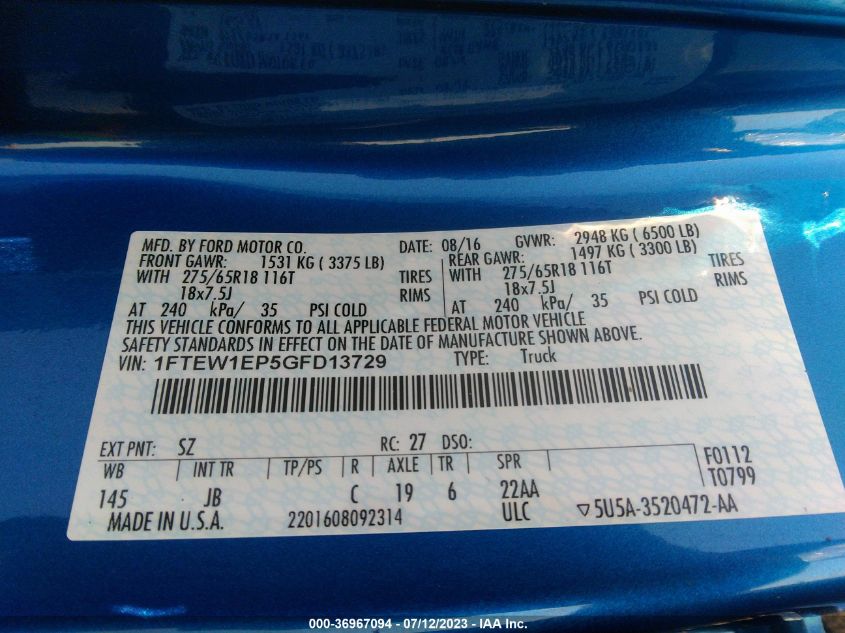 MFD. BY FORD MOTOR CO. DATE: 08/16 GVWR: 2948 KG ( 6500 LB)
FRONT GAWR: 1531 KG ( 3375 LB) REAR GAWR: 1497 KG ( 3300 LB)
WITH 275/65R18 116T TIRES WITH 275/65R18 116T TIRES
18x7.5J RIMS 18x7.5J RIMS
AT 240 kPa/ 35 PSI COLD AT 240 kPa/ 35 PSI COLD
THIS VEHICLE CONFORMS TO ALL APPLICABLE FEDERAL MOTOR VEHICLE
SAFETY STANDARDS IN EFFECT ON THE DATE OF MANUFACTURE SHOWN ABOVE.
VIN: 1FTEW1EP5GFD13729 TYPE: Truck
EXT PNT: SZ RC: 27 DSO:
WB INT TR TP/PS R AXLE TR SPR F0112
T0799
145 JB C 19 6 22AA
MADE IN U.S.A. 2201608092314 ULC ▽5U5A-3520472-AA
000-36967094 - 07/12/2023 - IAA Inc.